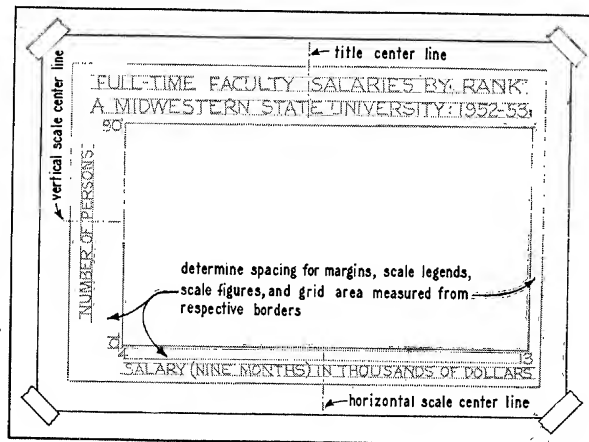 title center line
FULL-TIME FACULTY SALARIES BY RANK:
A MIDWESTERN STATE UNIVERSITY: 1952-53
80
vertical scale center line
NUMBER OF PERSONS
determine spacing for margins, scale legends,
scale figures, and grid area measured from
respective borders
0
2
13
SALARY (NINE MONTHS) IN THOUSANDS OF DOLLARS
horizontal scale center line